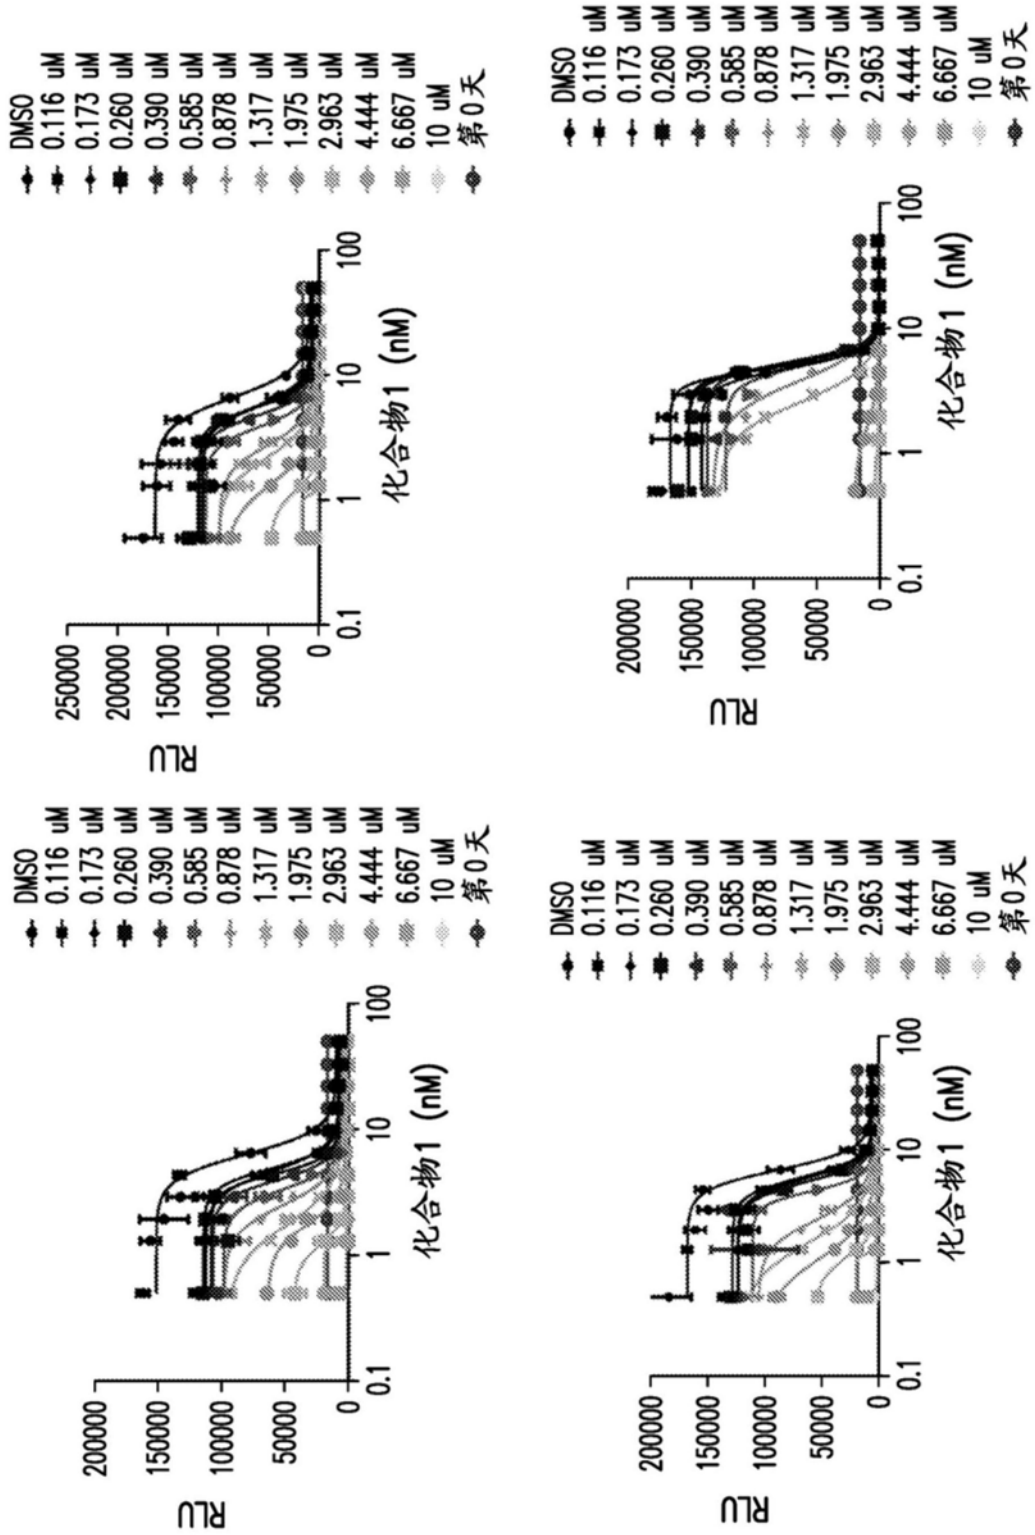 RLU
200000
150000
100000
50000
0
0.1
1
10
100
化合物1 (nM)
DMSO
0.116 uM
0.173 uM
0.260 uM
0.390 uM
0.585 uM
0.878 uM
1.317 uM
1.975 uM
2.963 uM
4.444 uM
6.667 uM
10 uM
第0天
RLU
250000
200000
150000
100000
50000
0
0.1
1
10
100
化合物1 (nM)
DMSO
0.116 uM
0.173 uM
0.260 uM
0.390 uM
0.585 uM
0.878 uM
1.317 uM
1.975 uM
2.963 uM
4.444 uM
6.667 uM
10 uM
第0天
RLU
200000
150000
100000
50000
0
0.1
1
10
100
化合物1 (nM)
DMSO
0.116 uM
0.173 uM
0.260 uM
0.390 uM
0.585 uM
0.878 uM
1.317 uM
1.975 uM
2.963 uM
4.444 uM
6.667 uM
10 uM
第0天
RLU
200000
150000
100000
50000
0
0.1
1
10
100
化合物1 (nM)
DMSO
0.116 uM
0.173 uM
0.260 uM
0.390 uM
0.585 uM
0.878 uM
1.317 uM
1.975 uM
2.963 uM
4.444 uM
6.667 uM
10 uM
第0天